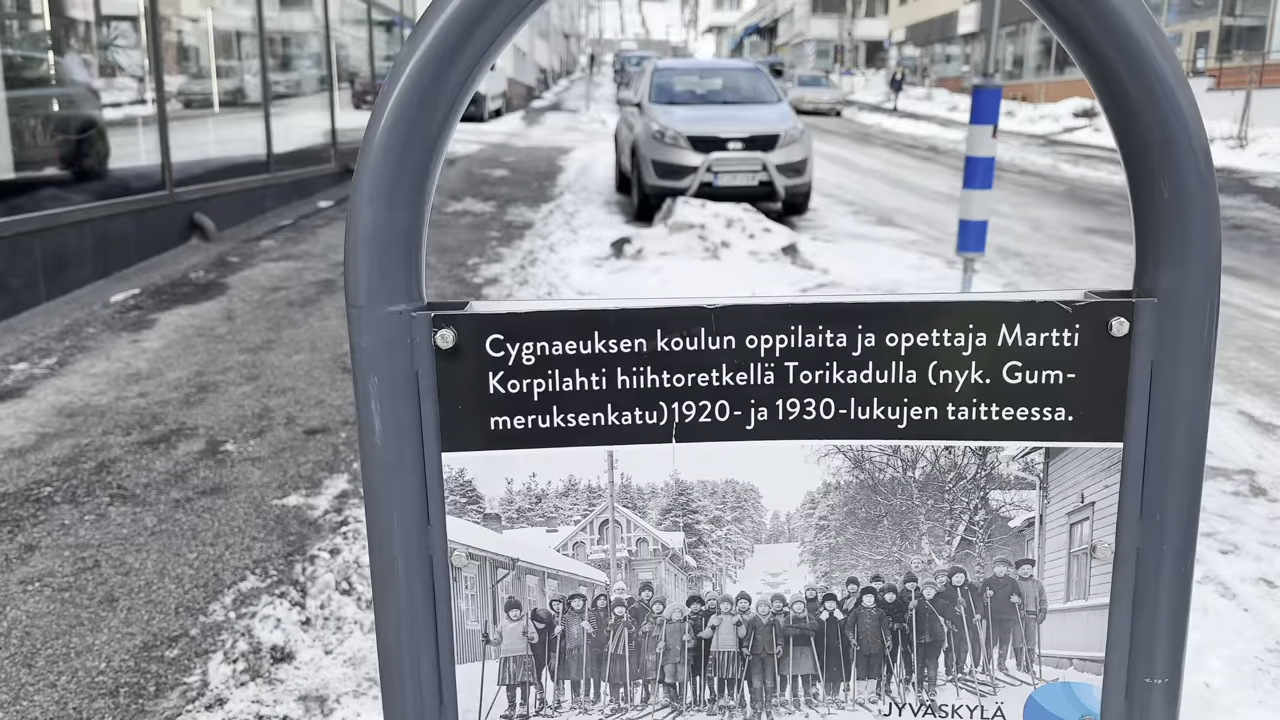 Cygnaeuksen koulun oppilaita ja opettaja Martti
Korpilahti hiihtoretkellä Torikadulla (nyk. Gum-
meruksenkatu)1920- ja 1930-lukujen taitteessa.
JYVÄSKYLÄ